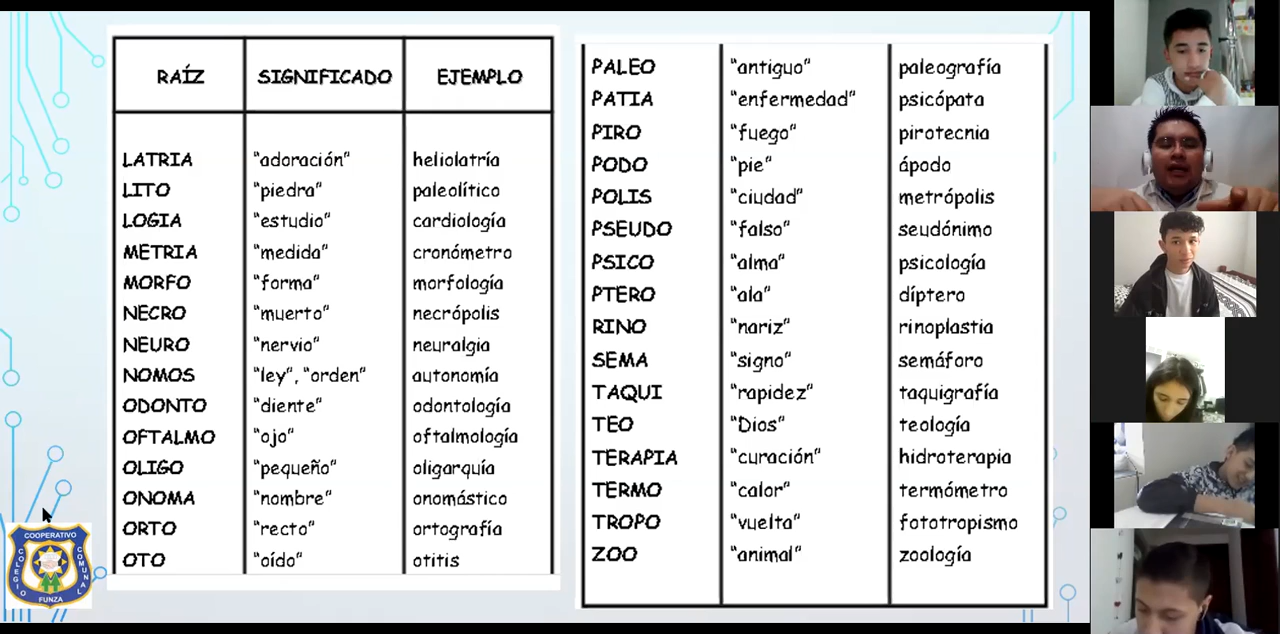 RAÍZ SIGNIFICADO EJEMPLO
LATRIA "adoración" heliolatría
LITO "piedra" paleolítico
LOGIA "estudio" cardiología
METRIA "medida" cronómetro
MORFO "forma" morfología
NECRO "muerto" necrópolis
NEURO "nervio" neuralgia
NOMOS "ley", "orden" autonomía
ODONTO "diente" odontología
OFTALMO "ojo" oftalmología
OLIGO "pequeño" oligarquía
ONOMA "nombre" onomástico
ORTO "recto" ortografía
OTO "oído" otitis
PALEO "antiguo" paleografía
PATIA "enfermedad" psicópata
PIRO "fuego" pirotecnia
PODO "pie" ápodo
POLIS "ciudad" metrópolis
PSEUDO "falso" seudónimo
PSICO "alma" psicología
PTERO "ala" díptero
RINO "nariz" rinoplastia
SEMA "signo" semáforo
TAQUI "rapidez" taquigrafía
TEO "Dios" teología
TERAPIA "curación" hidroterapia
TERMO "calor" termómetro
TROPO "vuelta" fototropismo
ZOO "animal" zoología
COOPERATIVO
COLEGIO
COMUNAL
FUNZA